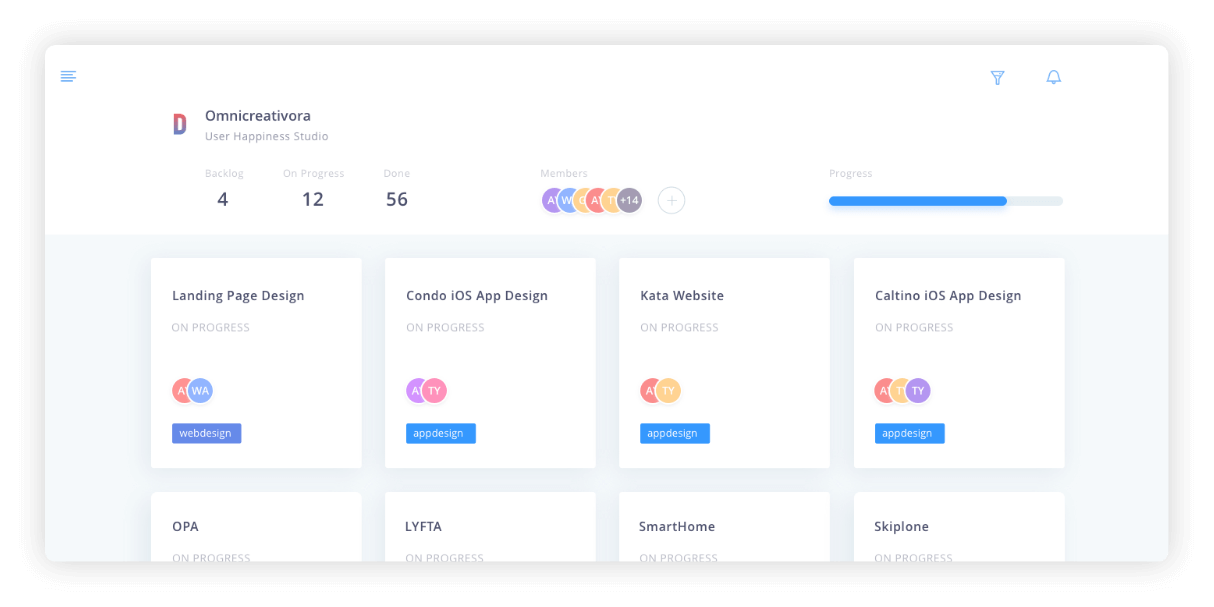 Omnicreativora
User Happiness Studio
Backlog On Progress Done Members Progress
4 12 56 +14
Landing Page Design Condo iOS App Design Kata Website Caltino iOS App Design
ON PROGRESS ON PROGRESS ON PROGRESS ON PROGRESS
WA TY TY TY
webdesign appdesign appdesign appdesign
OPA LYFTA SmartHome Skiplone
ON PROGRESS ON PROGRESS ON PROGRESS ON PROGRESS